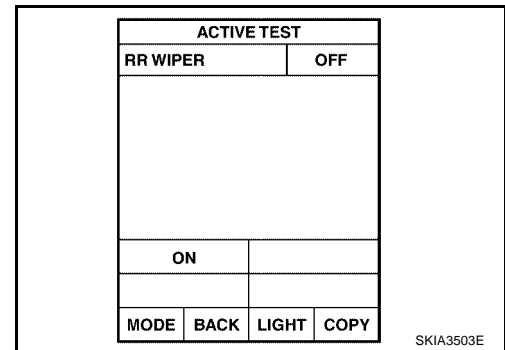 ACTIVE TEST
RR WIPER OFF
ON
MODE BACK LIGHT COPY
SKIA3503E